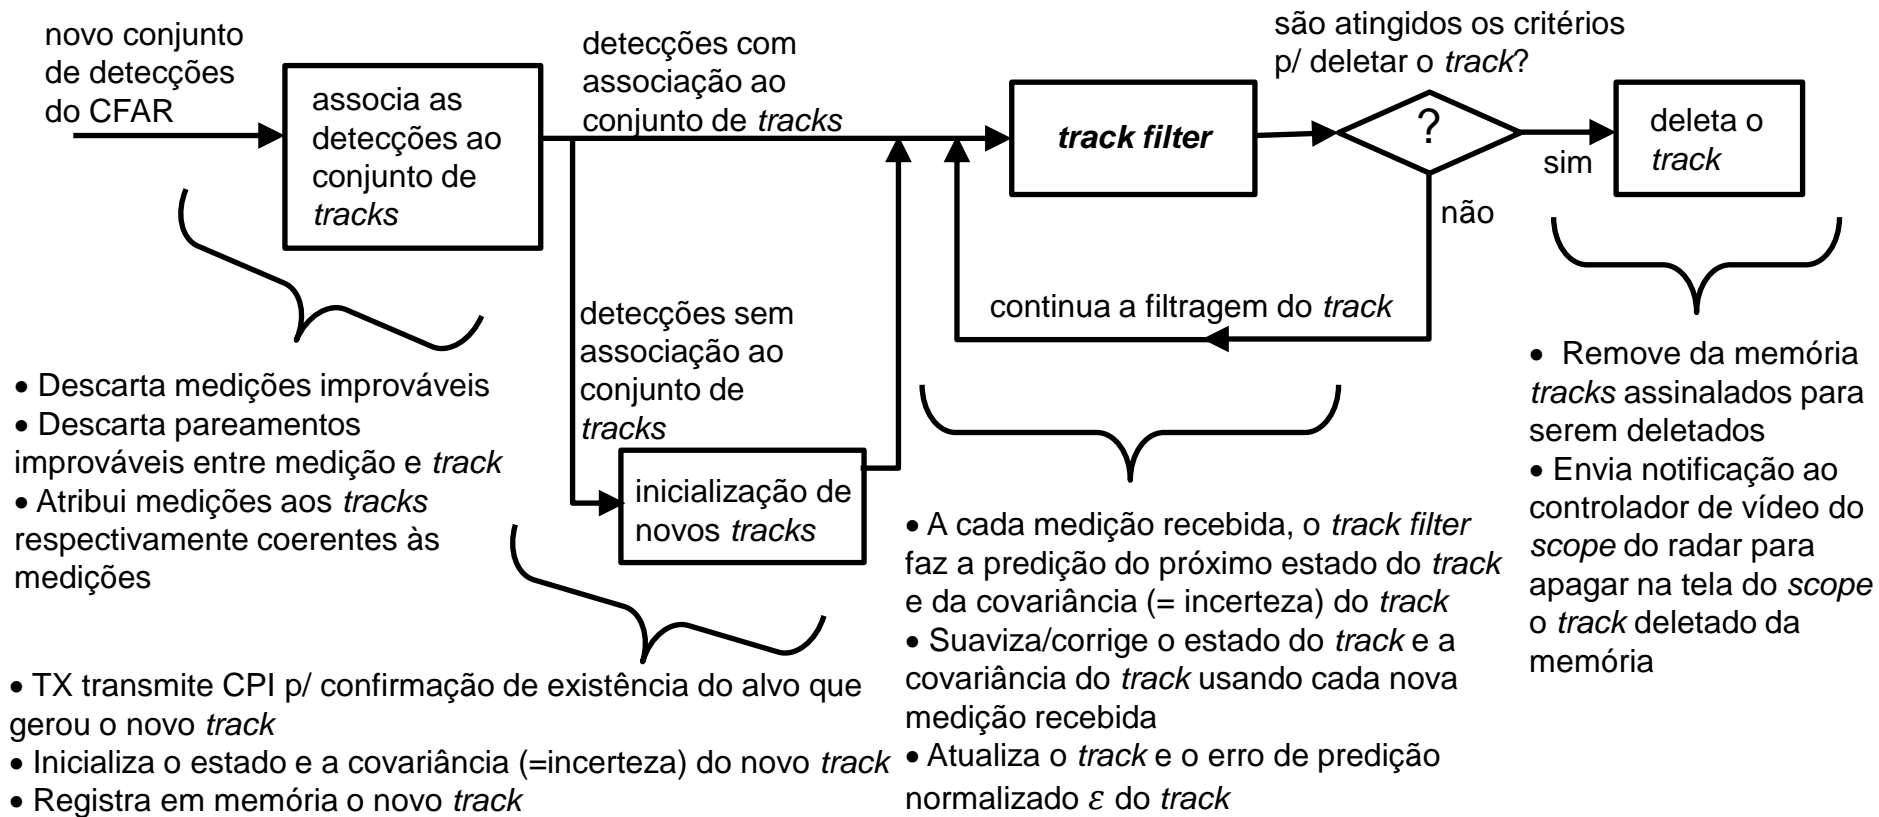 novo conjunto
de detecções
do CFAR
associa as
detecções ao
conjunto de
tracks
detecções com
associação ao
conjunto de tracks
track filter
são atingidos os critérios
p/ deletar o track?
?
sim
não
deleta o
track
continua a filtragem do track
detecções sem
associação ao
conjunto de
tracks
inicialização de
novos tracks
• Descarta medições improváveis
• Descarta pareamentos
improváveis entre medição e track
• Atribui medições aos tracks
respectivamente coerentes às
medições
• TX transmite CPI p/ confirmação de existência do alvo que
gerou o novo track
• Inicializa o estado e a covariância (=incerteza) do novo track
• Registra em memória o novo track
• A cada medição recebida, o track filter
faz a predição do próximo estado do track
e da covariância (= incerteza) do track
• Suaviza/corrige o estado do track e a
covariância do track usando cada nova
medição recebida
• Atualiza o track e o erro de predição
normalizado ε do track
• Remove da memória
tracks assinalados para
serem deletados
• Envia notificação ao
controlador de vídeo do
scope do radar para
apagar na tela do scope
o track deletado da
memória